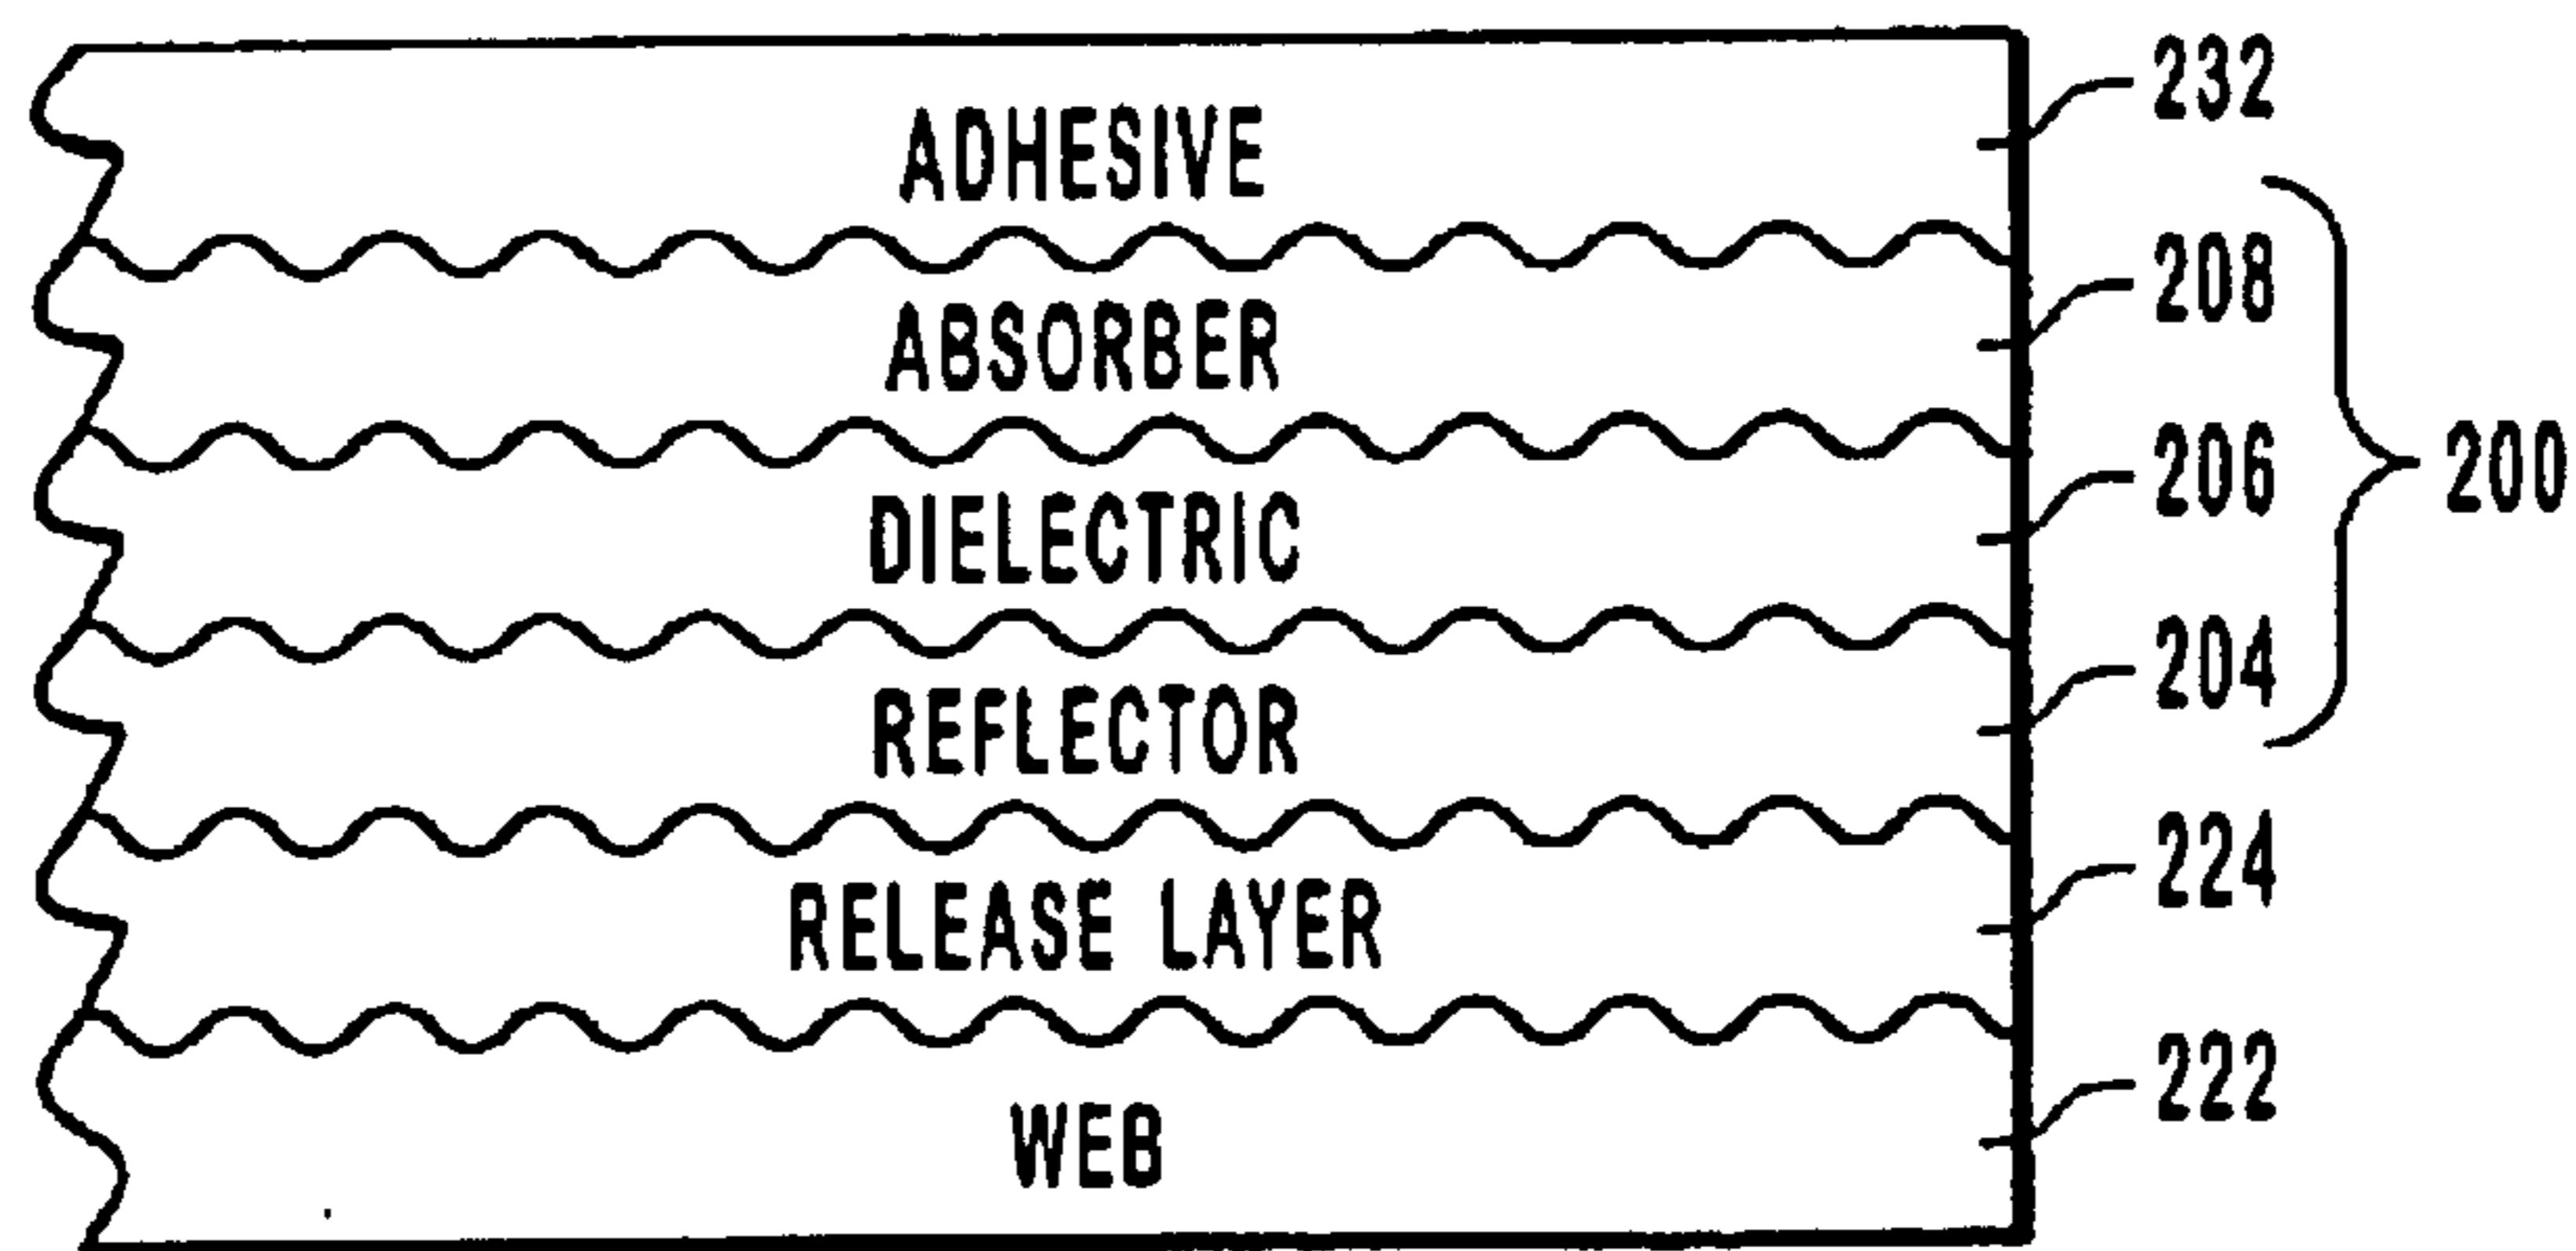 ADHESIVE 232
ABSORBER 208
DIELECTRIC 206
200
REFLECTOR 204
RELEASE LAYER 224
WEB 222